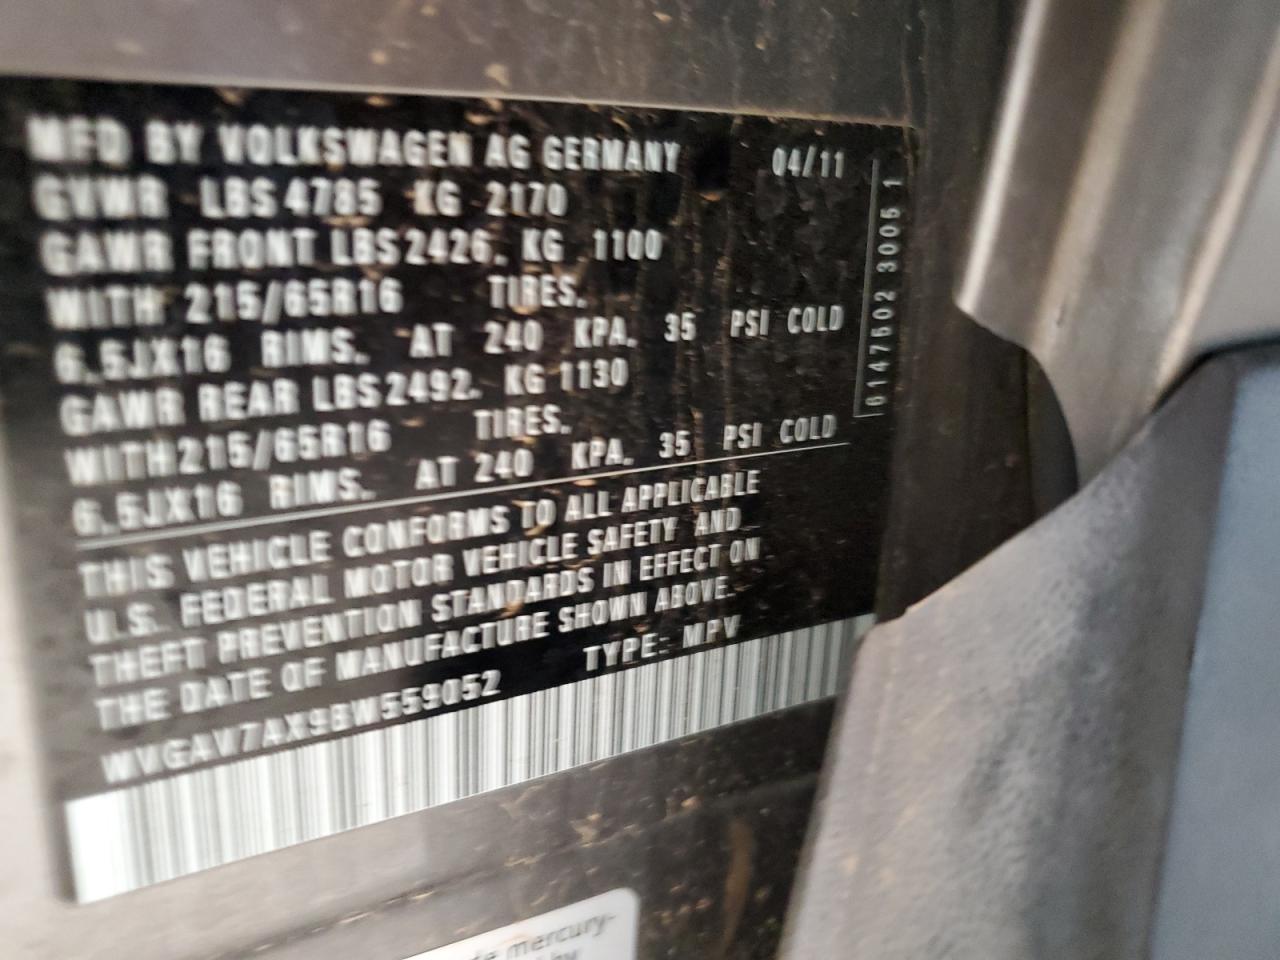 MFD BY VOLKSWAGEN AG GERMANY 04/11
GVWR LBS 4785 KG 2170
GAWR FRONT LBS 2426. KG 1100
WITH 215/65R16 TIRES.
6.5JX16 RIMS. AT 240 KPA. 35 PSI COLD
GAWR REAR LBS 2492. KG 1130
WITH 215/65R16 TIRES.
6.5JX16 RIMS. AT 240 KPA. 35 PSI COLD
THIS VEHICLE CONFORMS TO ALL APPLICABLE
U.S. FEDERAL MOTOR VEHICLE SAFETY AND
THEFT PREVENTION STANDARDS IN EFFECT ON
THE DATE OF MANUFACTURE SHOWN ABOVE.
WVGAV7AX9BW559052 TYPE: MPV
6147502 3005 1
mercury-
by